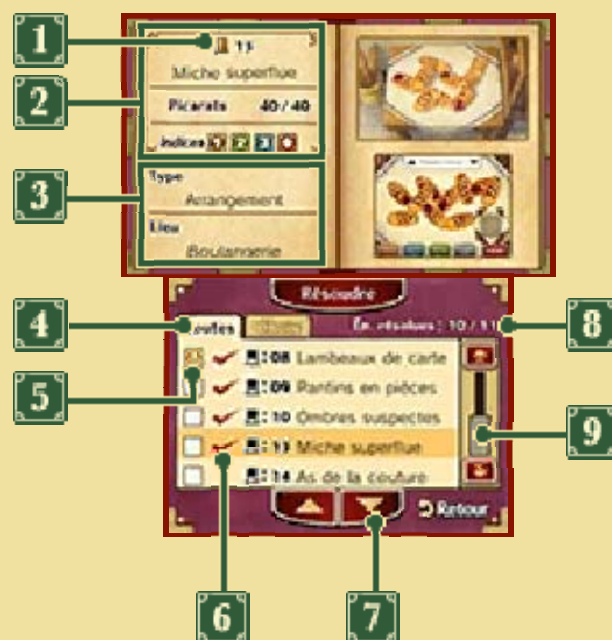 1
13
Miche superflue
2
Picarats 40/40
Indices
Type
3
Arrangement
Lieu
Boulangerie
Résoudre
4
Toutes
Én. résolues : 10 / 11
8
:08 Lambeaux de carte
5
:09 Pantins en pièces
:10 Ombres suspectes
9
:13 Miche superflue
:14 As de la couture
Retour
6
7